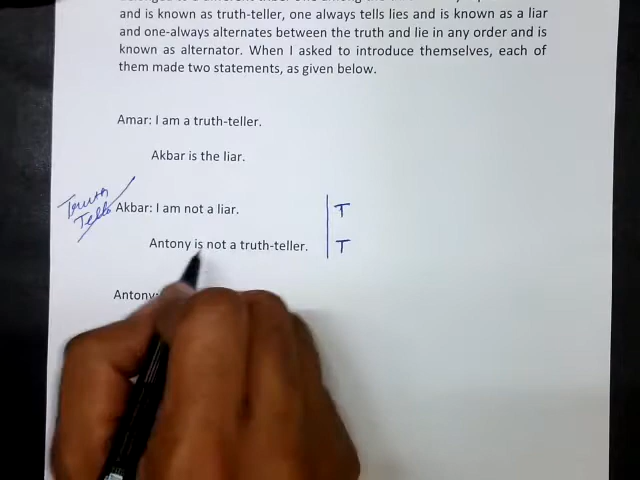 and is known as truth-teller, one always tells lies and is known as a liar
and one-always alternates between the truth and lie in any order and is
known as alternator. When I asked to introduce themselves, each of
them made two statements, as given below.
Amar: I am a truth-teller.
Akbar is the liar.
Truth
Teller
Akbar: I am not a liar. T
Antony is not a truth-teller. T
Antony: